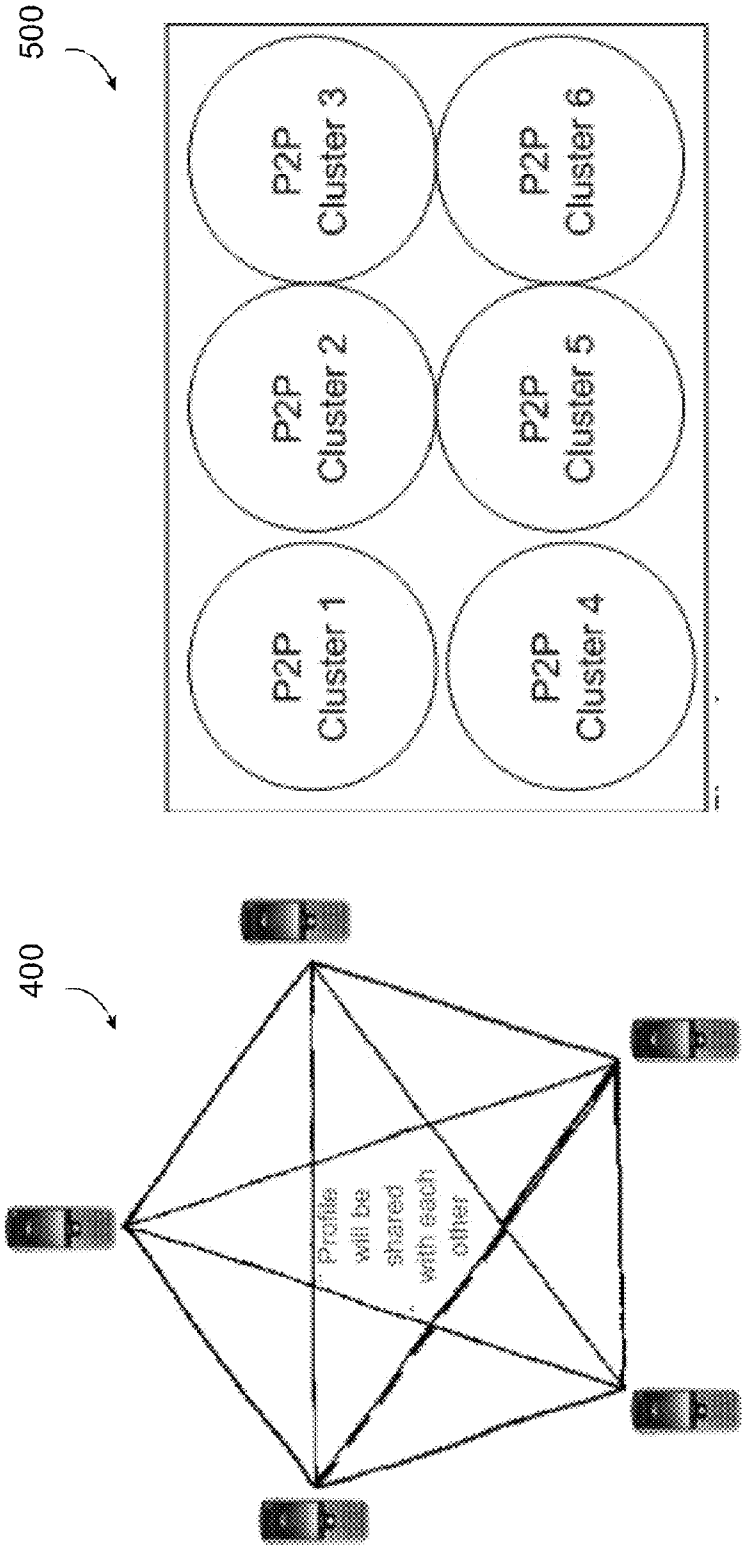 400
Profile
will be
shared
with each
other
500
P2P
Cluster 1
P2P
Cluster 2
P2P
Cluster 3
P2P
Cluster 4
P2P
Cluster 5
P2P
Cluster 6